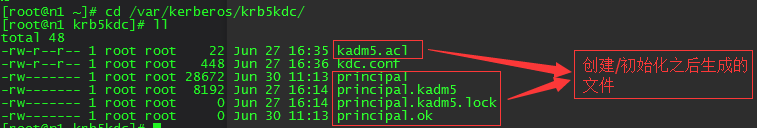 [root@n1 ~]# cd /var/kerberos/krb5kdc/
[root@n1 krb5kdc]# ll
total 48
-rw-r--r-- 1 root root    22 Jun 27 16:35 kadm5.acl
-rw-r--r-- 1 root root   448 Jun 27 16:36 kdc.conf
-rw------- 1 root root 28672 Jun 30 11:13 principal
-rw------- 1 root root  8192 Jun 27 16:14 principal.kadm5
-rw------- 1 root root     0 Jun 27 16:14 principal.kadm5.lock
-rw------- 1 root root     0 Jun 30 11:13 principal.ok
[root@n1 krb5kdc]#
创建/初始化之后生成的
文件